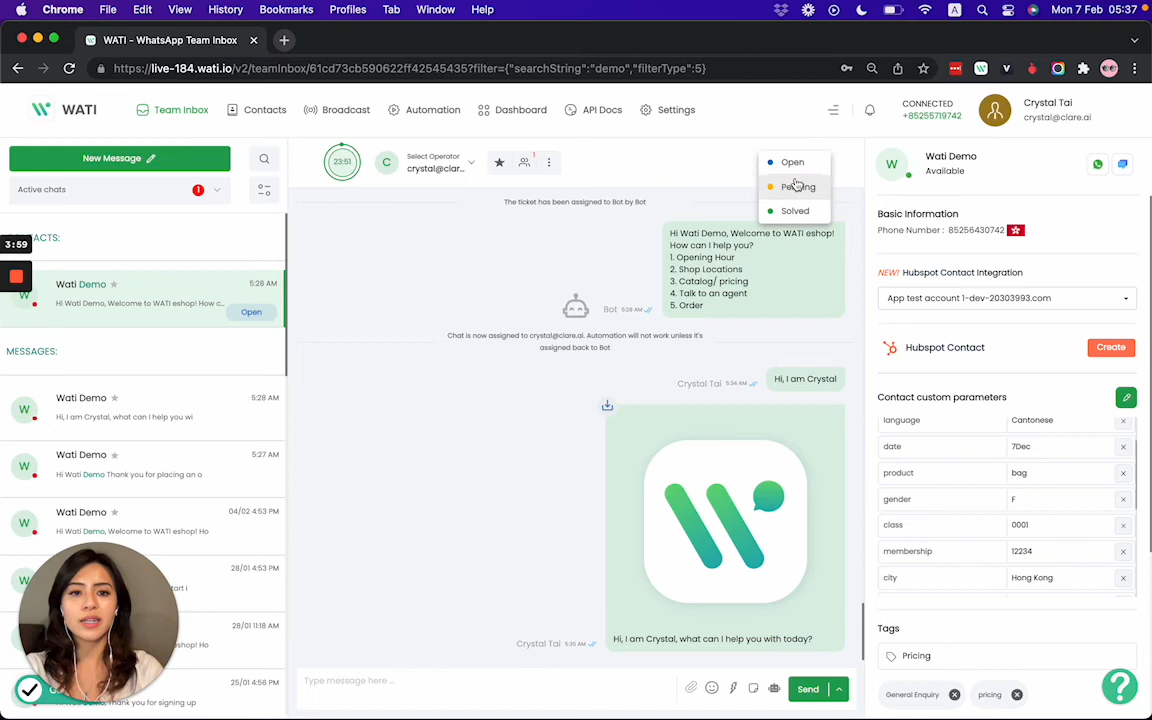 Chrome File Edit View History Bookmarks Profiles Tab Window Help
A
Mon 7 Feb 05:37
WATI - WhatsApp Team Inbox
https://live-184.wati.io/v2/teamInbox/61cd73cb590622ff42545435?filter={"searchString":"demo","filterType":5}
WATI
Team Inbox
Contacts
Broadcast
Automation
Dashboard
API Docs
Settings
CONNECTED
+85255719742
Crystal Tai
crystal@clare.ai
New Message
Active chats
1
3:59
Wati Demo
5:28 AM
Hi Wati Demo, Welcome to WATI eshop! How c...
Open
MESSAGES:
W
Wati Demo
5:28 AM
Hi, I am Crystal, what can I help you wi
W
Wati Demo
5:27 AM
Hi Wati Demo Thank you for placing an o
W
Wati Demo
04/02 4:53 PM
Hi Wati Demo, Welcome to WATI eshop! Ho
28/01 4:53 PM
28/01 11:18 AM
25/01 4:56 PM
Thank you for signing up
23:51
C
Select Operator
crystal@clar...
1
Open
Pending
Solved
The ticket has been assigned to Bot by Bot
Hi Wati Demo, Welcome to WATI eshop!
How can I help you?
1. Opening Hour
2. Shop Locations
3. Catalog/ pricing
4. Talk to an agent
5. Order
Bot 5:28 AM
Chat is now assigned to crystal@clare.ai. Automation will not work unless it's
assigned back to Bot
Hi, I am Crystal
Crystal Tai 5:34 AM
Hi, I am Crystal, what can I help you with today?
Crystal Tai 5:35 AM
Type message here ...
Send
W
Wati Demo
Available
Basic Information
Phone Number : 85256430742
NEW! Hubspot Contact Integration
App test account 1-dev-20303993.com
Hubspot Contact
Create
Contact custom parameters
language Cantonese
date 7Dec
product bag
gender F
class 0001
membership 12234
city Hong Kong
Tags
Pricing
General Enquiry
pricing
?